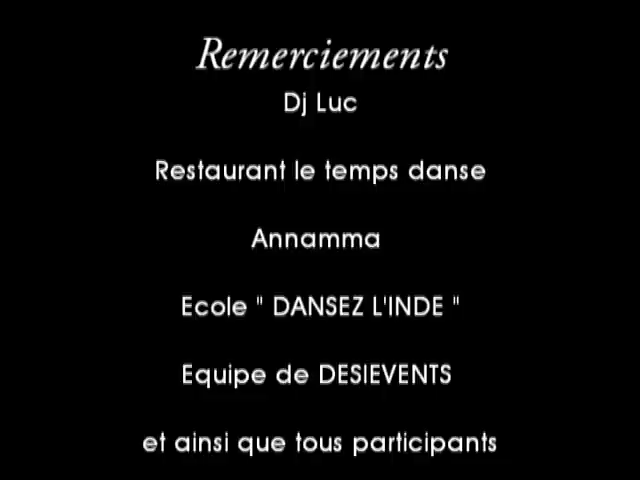 Remerciements
Dj Luc
Restaurant le temps danse
Annamma
Ecole " DANSEZ L'INDE "
Equipe de DESIEVENTS
et ainsi que tous participants